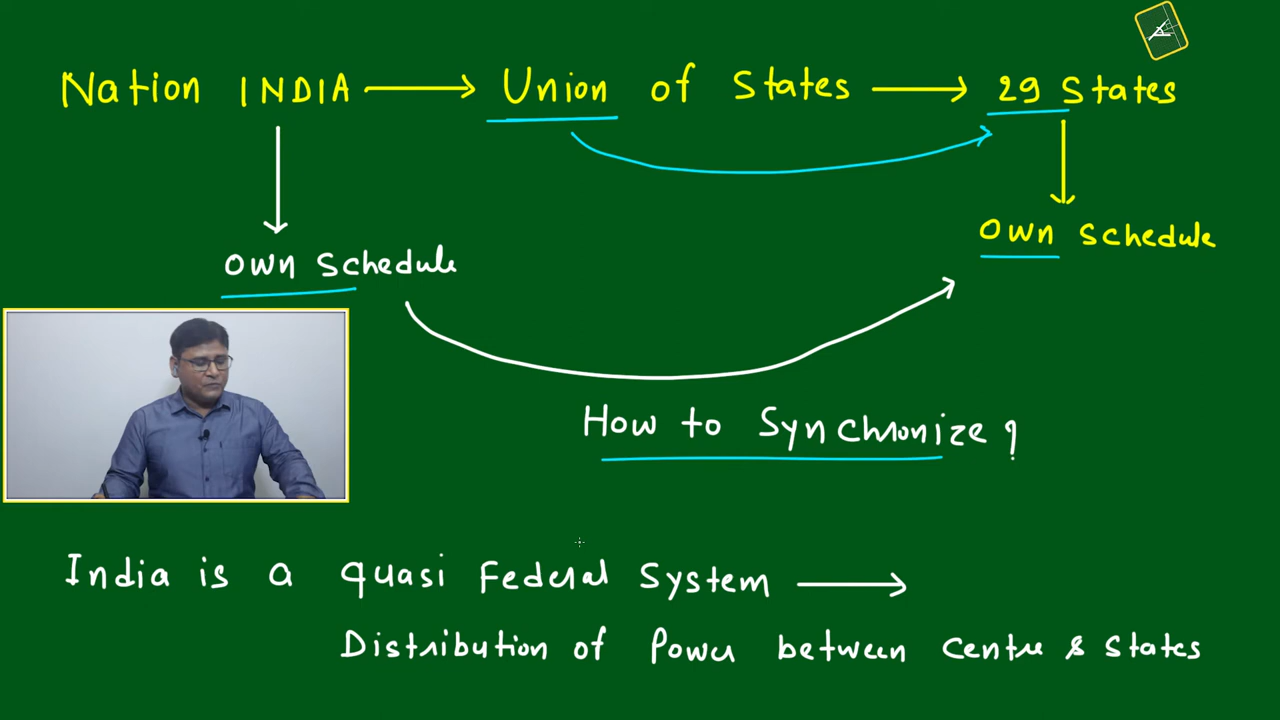 Nation INDIA → Union of States → 29 States
Own Schedule
Own Schedule
How to Synchronize ?
India is a quasi Federal System →
Distribution of Power between Centre & States